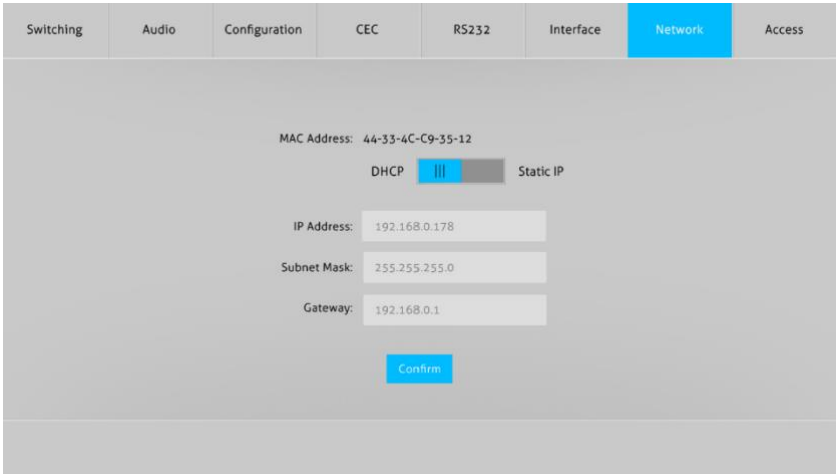 Switching Audio Configuration CEC RS232 Interface Network Access
MAC Address: 44-33-4C-C9-35-12
DHCP Static IP
IP Address: 192.168.0.178
Subnet Mask: 255.255.255.0
Gateway: 192.168.0.1
Confirm